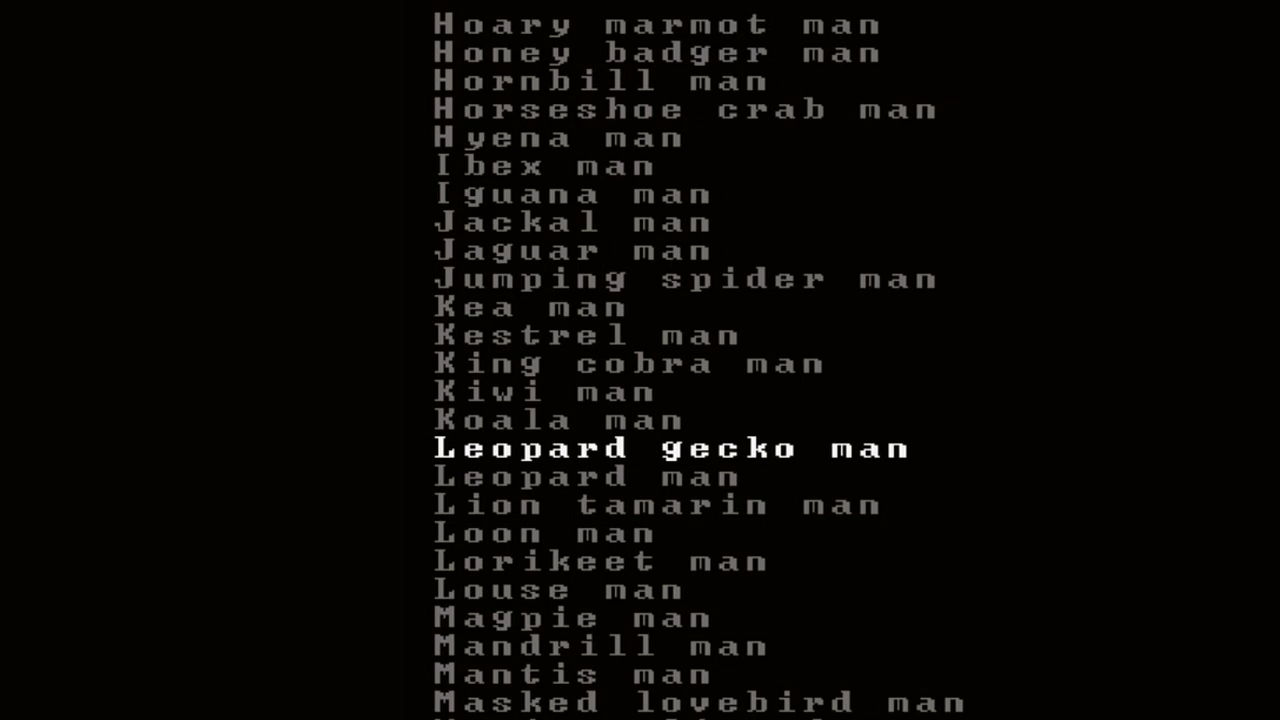 Hoary marmot man
Honey badger man
Hornbill man
Horseshoe crab man
Hyena man
Ibex man
Iguana man
Jackal man
Jaguar man
Jumping spider man
Kea man
Kestrel man
King cobra man
Kiwi man
Koala man
Leopard gecko man
Leopard man
Lion tamarin man
Loon man
Lorikeet man
Louse man
Magpie man
Mandrill man
Mantis man
Masked lovebird man